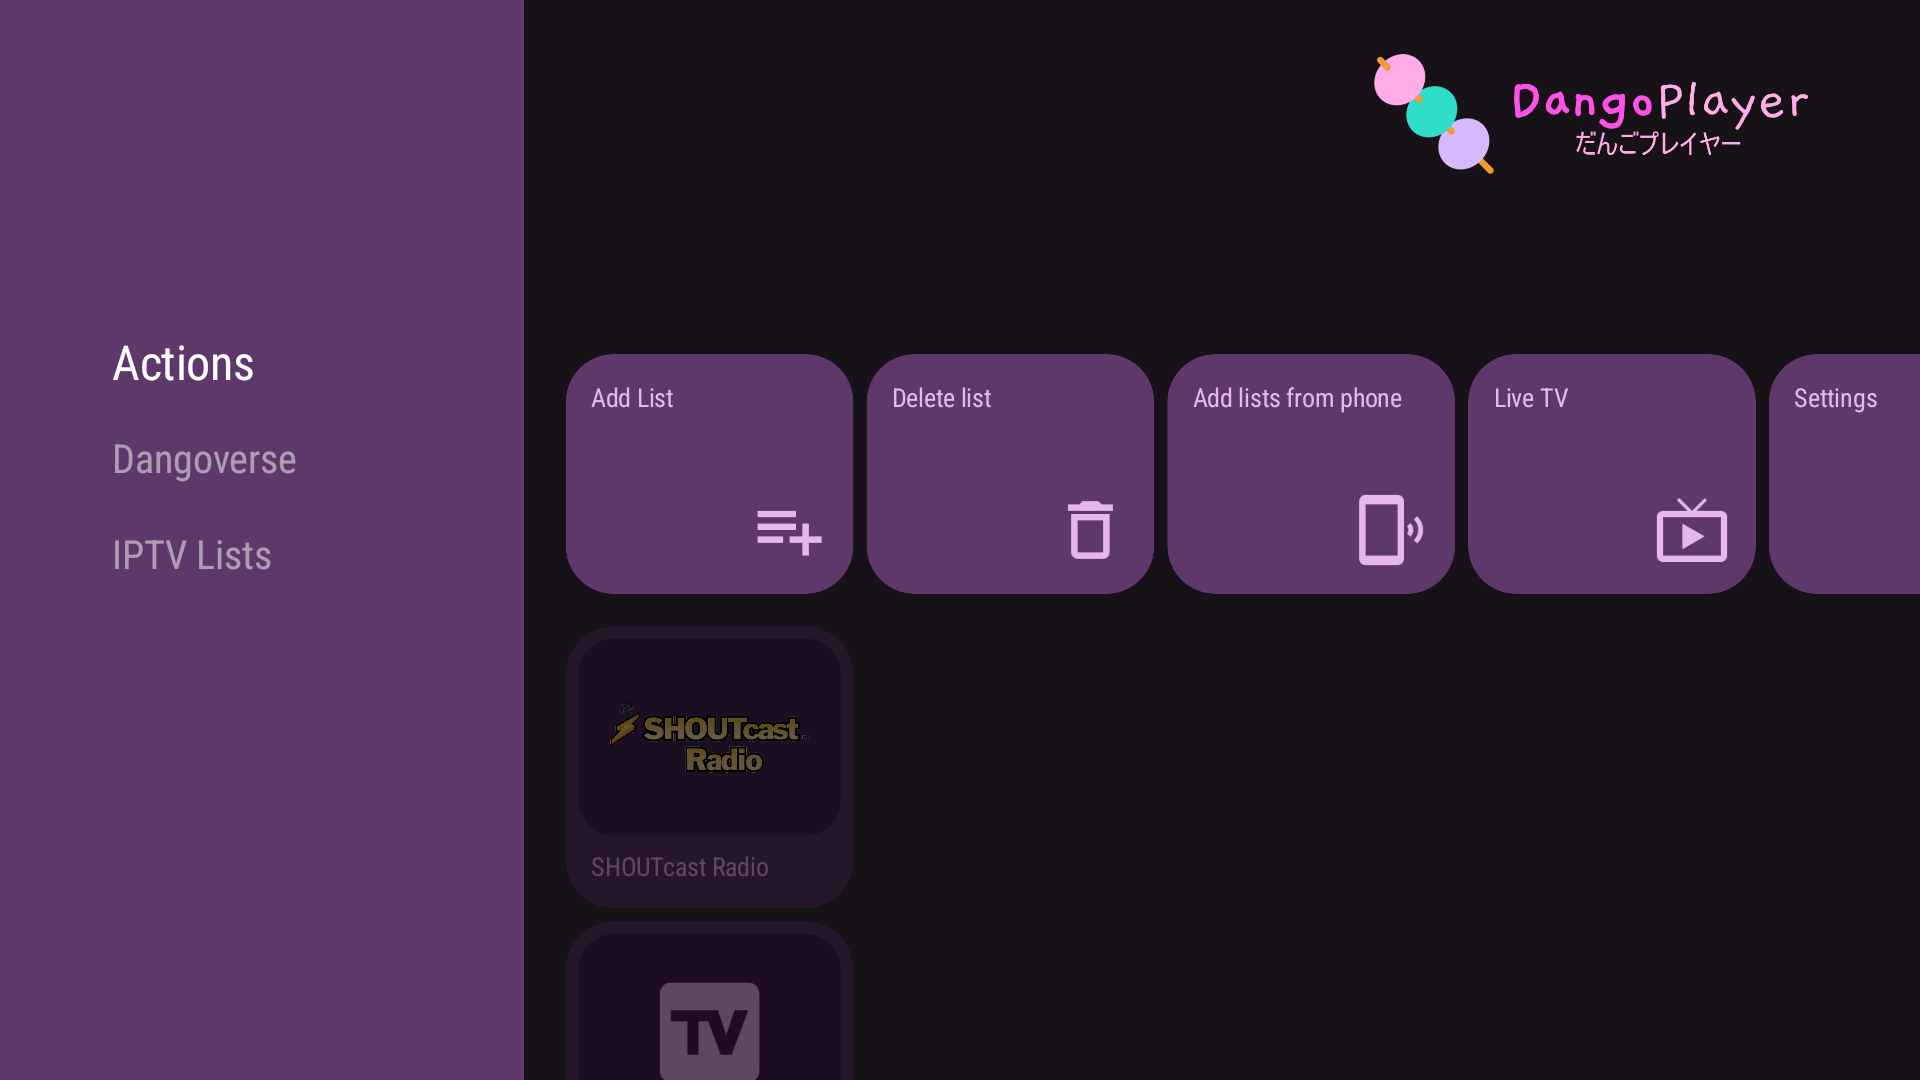 DangoPlayer
だんごプレイヤー
Actions
Dangoverse
IPTV Lists
Add List
Delete list
Add lists from phone
Live TV
Settings
SHOUTcast
Radio
SHOUTcast Radio
TV